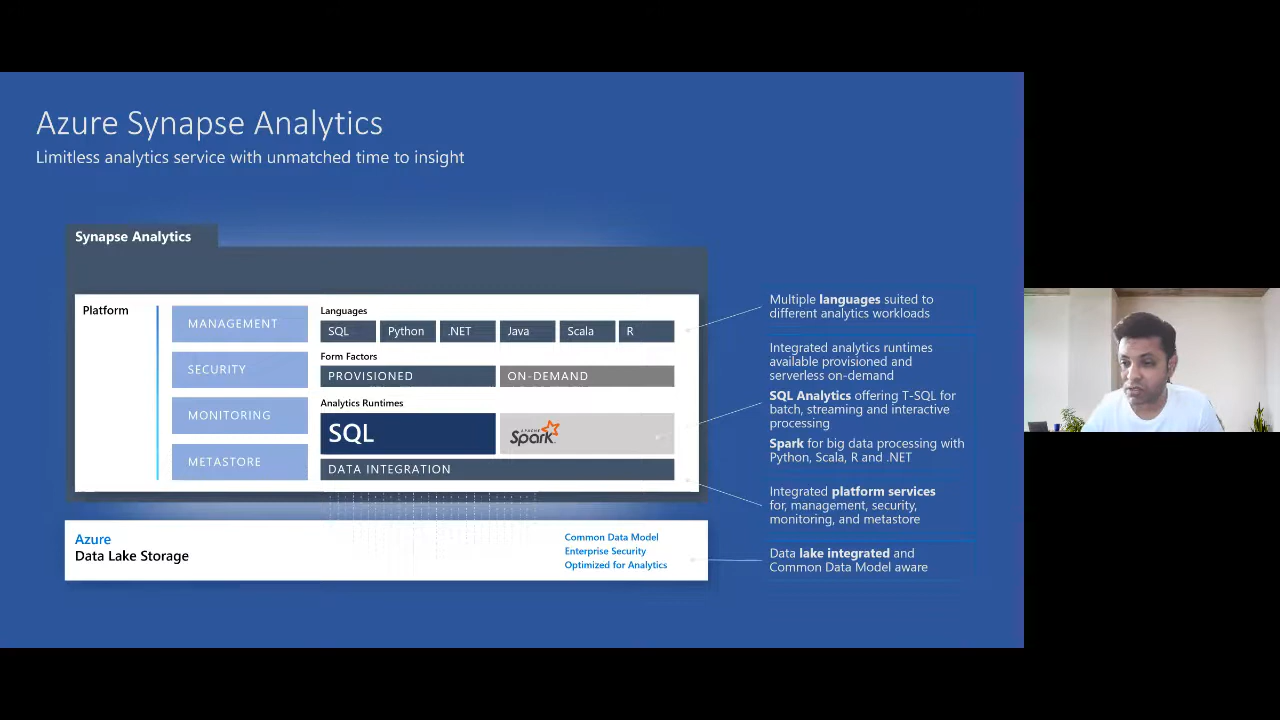 Azure Synapse Analytics
Limitless analytics service with unmatched time to insight
Synapse Analytics
Platform
MANAGEMENT
SECURITY
MONITORING
METASTORE
Languages
SQL
Python
.NET
Java
Scala
R
Form Factors
PROVISIONED
ON-DEMAND
Analytics Runtimes
SQL
APACHE
Spark
DATA INTEGRATION
Azure
Data Lake Storage
Common Data Model
Enterprise Security
Optimized for Analytics
Multiple languages suited to
different analytics workloads
Integrated analytics runtimes
available provisioned and
serverless on-demand
SQL Analytics offering T-SQL for
batch, streaming and interactive
processing
Spark for big data processing with
Python, Scala, R and .NET
Integrated platform services
for, management, security,
monitoring, and metastore
Data lake integrated and
Common Data Model aware